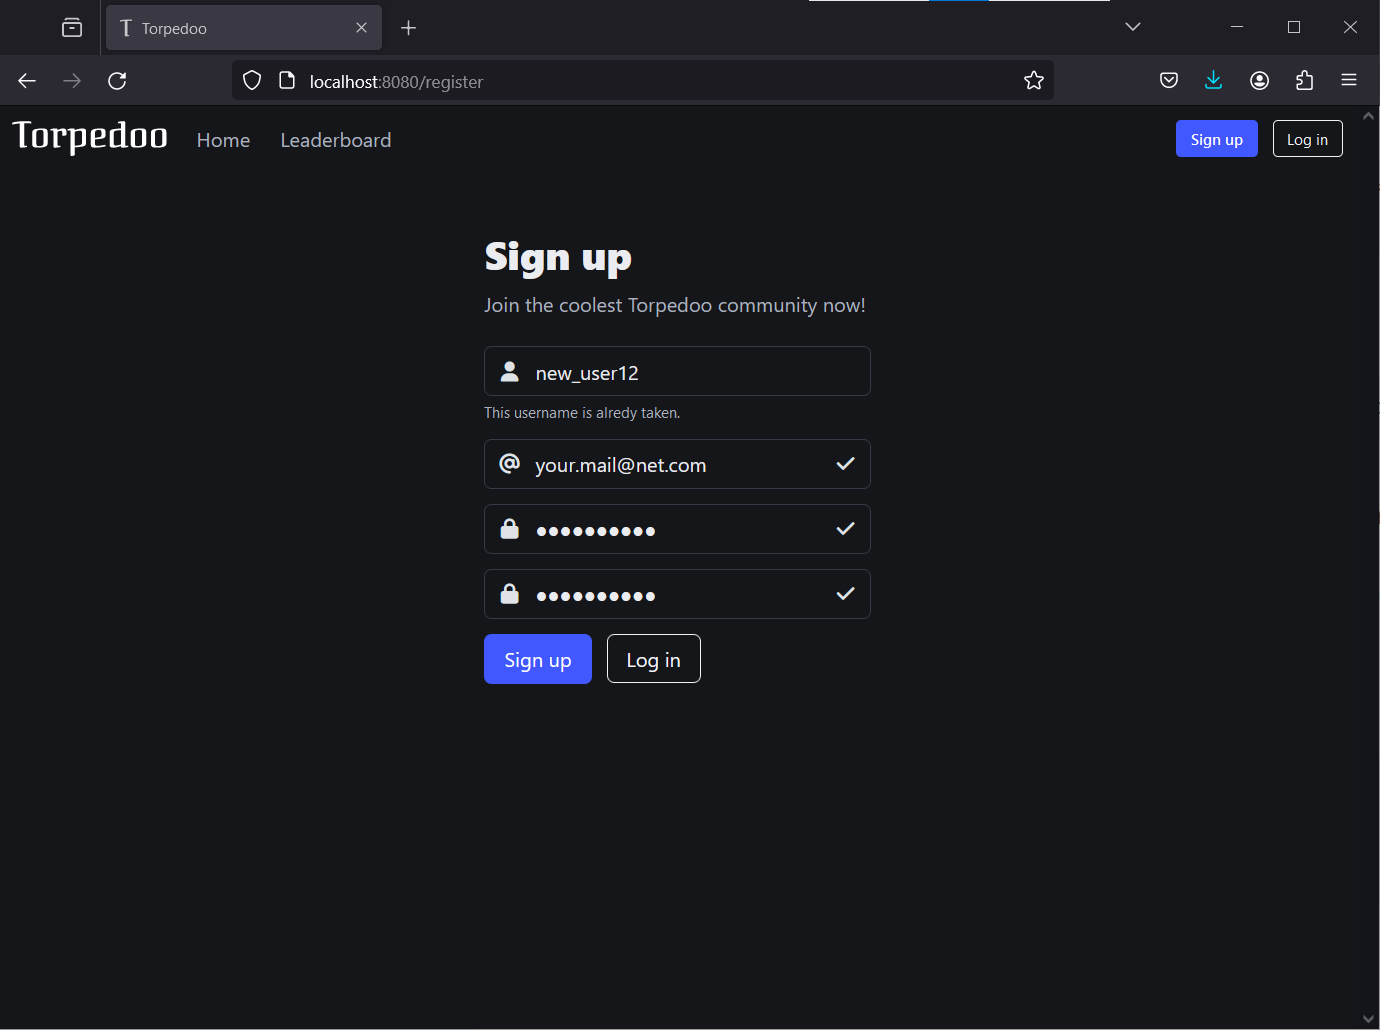 Torpedoo
localhost:8080/register
Torpedoo Home Leaderboard Sign up Log in
Sign up
Join the coolest Torpedoo community now!
new_user12
This username is alredy taken.
your.mail@net.com
●●●●●●●●●●
●●●●●●●●●●
Sign up Log in